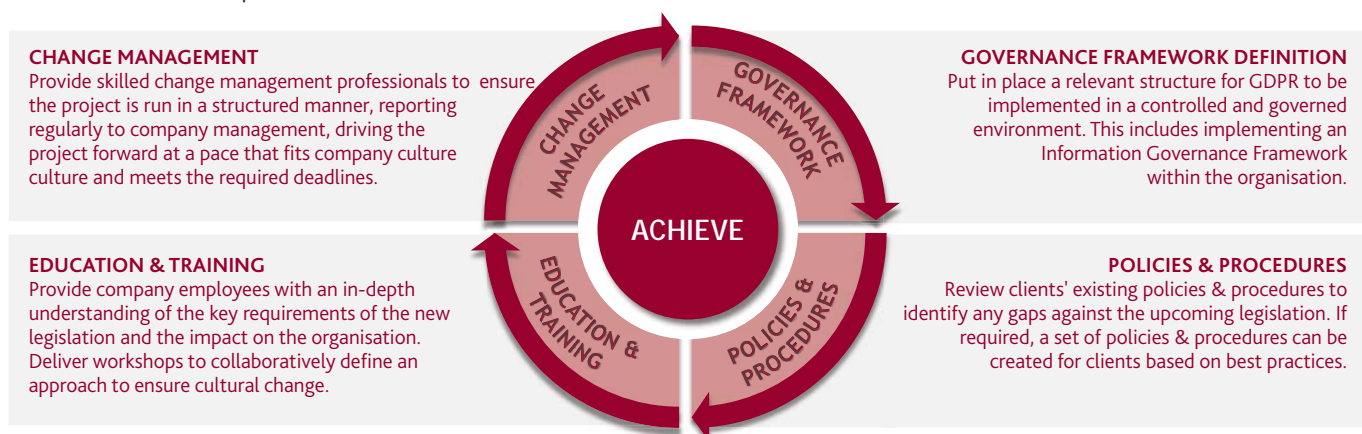 CHANGE MANAGEMENT
Provide skilled change management professionals to ensure
the project is run in a structured manner, reporting
regularly to company management, driving the
project forward at a pace that fits company culture
culture and meets the required deadlines.
GOVERNANCE FRAMEWORK DEFINITION
Put in place a relevant structure for GDPR to be
implemented in a controlled and governed
environment. This includes implementing an
Information Governance Framework
within the organisation.
CHANGE
MANAGEMENT
GOVERNANCE
FRAMEWORK
ACHIEVE
EDUCATION &
TRAINING
POLICIES &
PROCEDURES
EDUCATION & TRAINING
Provide company employees with an in-depth
understanding of the key requirements of the new
legislation and the impact on the organisation.
Deliver workshops to collaboratively define an
approach to ensure cultural change.
POLICIES & PROCEDURES
Review clients' existing policies & procedures to
identify any gaps against the upcoming legislation. If
required, a set of policies & procedures can be
created for clients based on best practices.